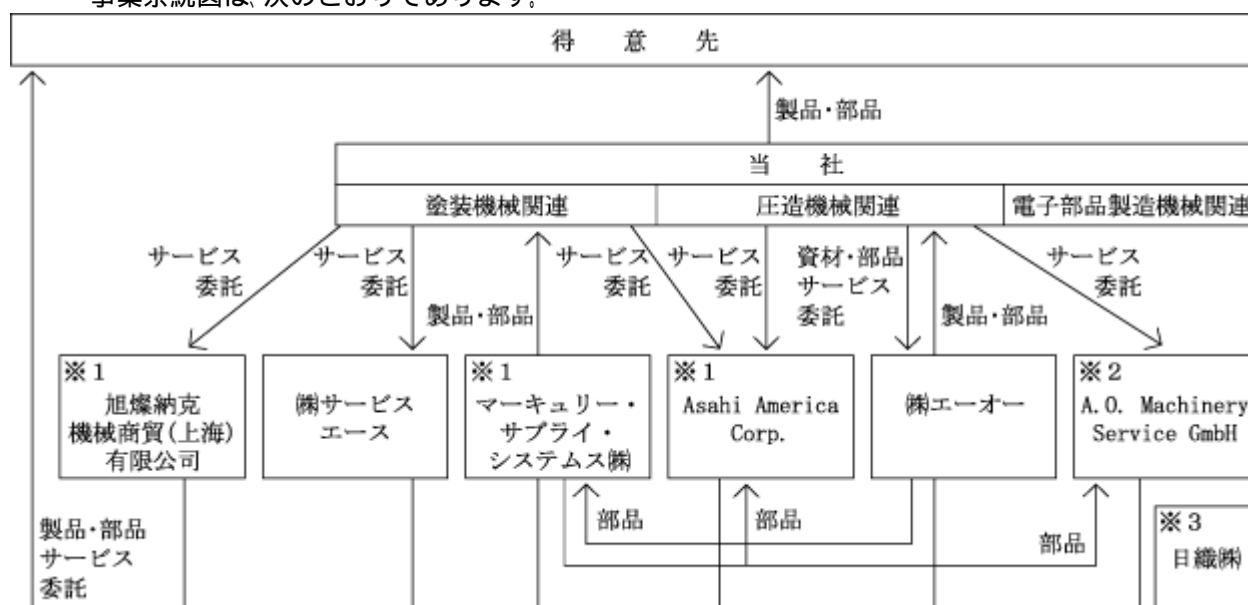 事業系統図は、次のとおりであります。
得 意 先
製品・部品
当 社
塗装機械関連
圧造機械関連
電子部品製造機械関連
サービス
委託
サービス
委託
製品・部品
サービス
委託
サービス
委託
資材・部品
サービス
委託
製品・部品
サービス
委託
※1
旭燦納克
機械商貿(上海)
有限公司
㈱サービス
エース
※1
マーキュリー・
サプライ・
システムス㈱
※1
Asahi America
Corp.
㈱エーオー
※2
A.O. Machinery
Service GmbH
部品
部品
部品
※3
日織㈱
製品・部品
サービス
委託